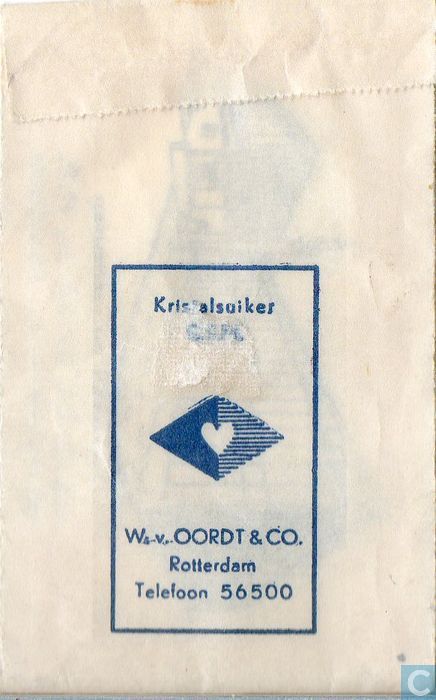 Kristalsuiker
W. v. OORDT & CO.
Rotterdam
Telefoon 56500